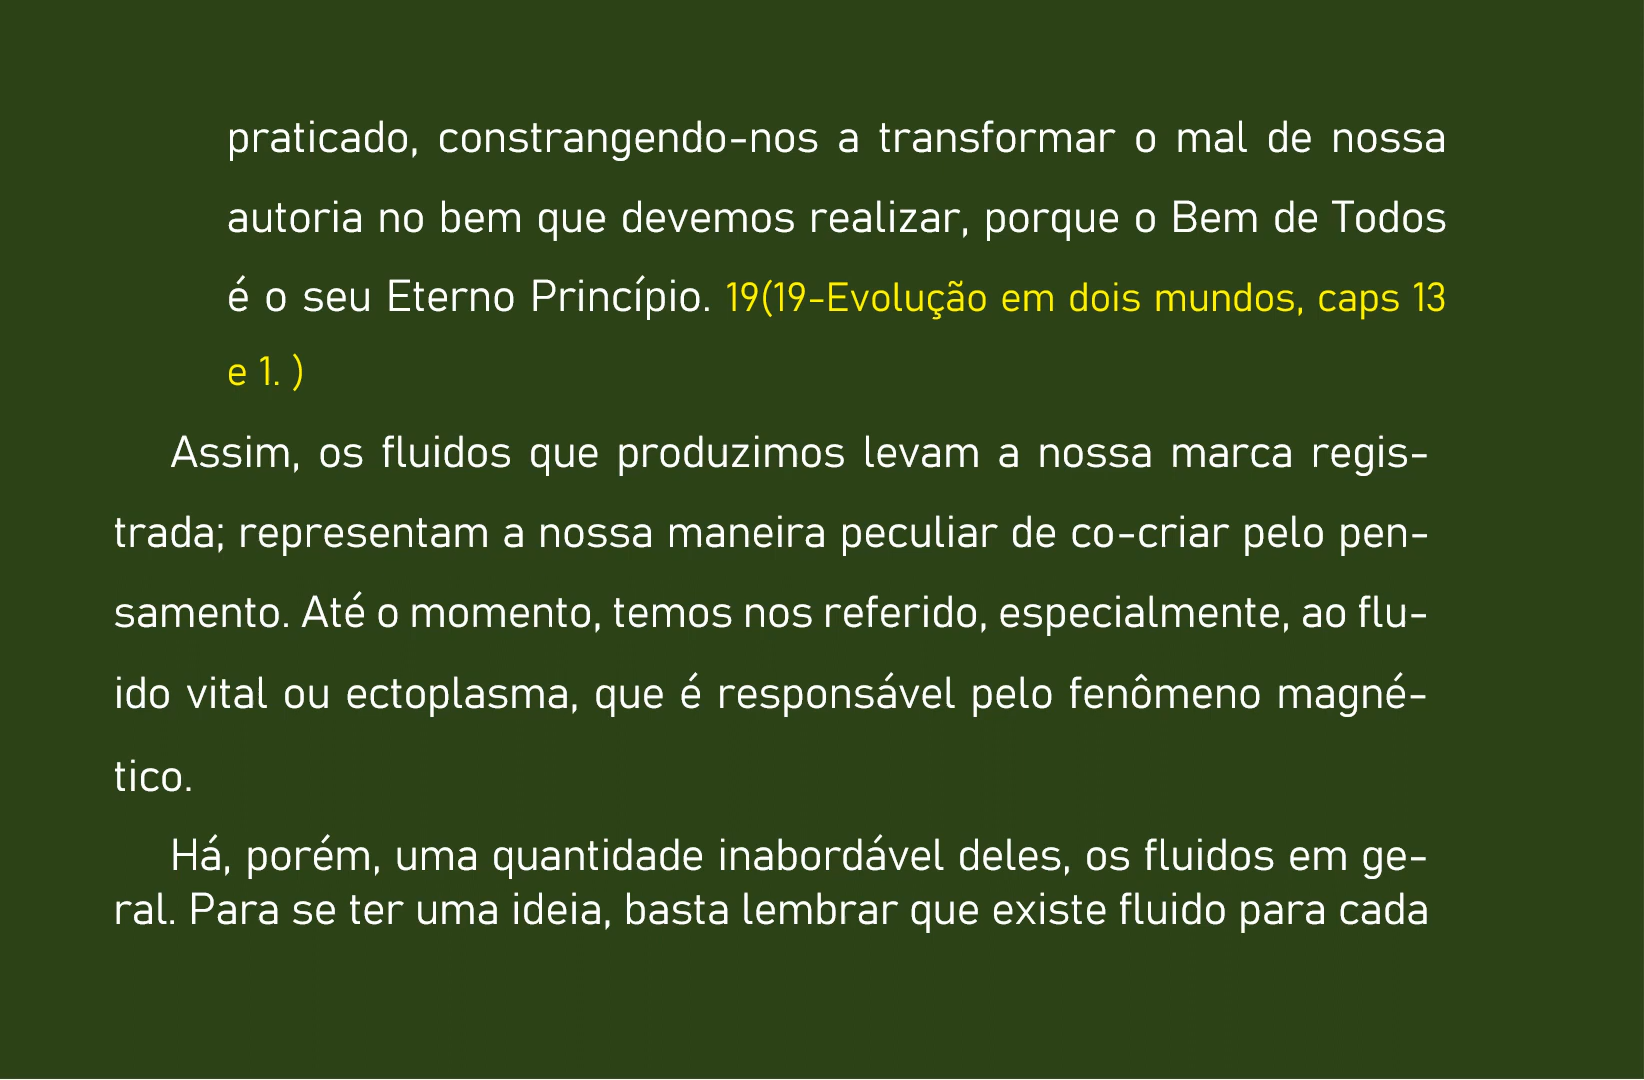 praticado, constrangendo-nos a transformar o mal de nossa
autoria no bem que devemos realizar, porque o Bem de Todos
é o seu Eterno Princípio. 19(19-Evolução em dois mundos, caps 13
e 1. )
Assim, os fluidos que produzimos levam a nossa marca regis-
trada; representam a nossa maneira peculiar de co-criar pelo pen-
samento. Até o momento, temos nos referido, especialmente, ao flu-
ido vital ou ectoplasma, que é responsável pelo fenômeno magné-
tico.
Há, porém, uma quantidade inabordável deles, os fluidos em ge-
ral. Para se ter uma ideia, basta lembrar que existe fluido para cada